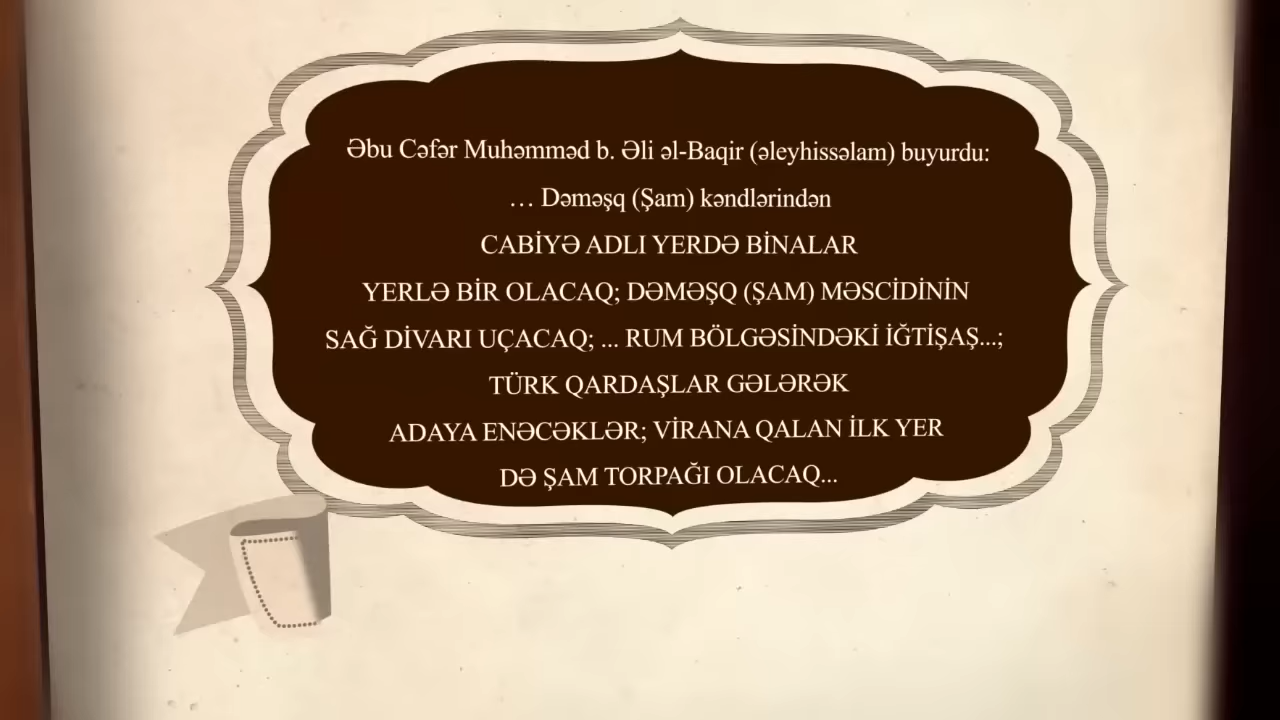 Əbu Cəfər Muhəmməd b. Əli əl-Baqir (əleyhissəlam) buyurdu:
… Dəməşq (Şam) kəndlərindən
CABİYƏ ADLI YERDƏ BİNALAR
YERLƏ BİR OLACAQ; DƏMƏŞQ (ŞAM) MƏSCİDİNİN
SAĞ DİVARI UÇACAQ; ... RUM BÖLGƏSİNDƏKİ İĞTİŞAŞ...;
TÜRK QARDAŞLAR GƏLƏRƏK
ADAYA ENƏCƏKLƏR; VİRANA QALAN İLK YER
DƏ ŞAM TORPAĞI OLACAQ...